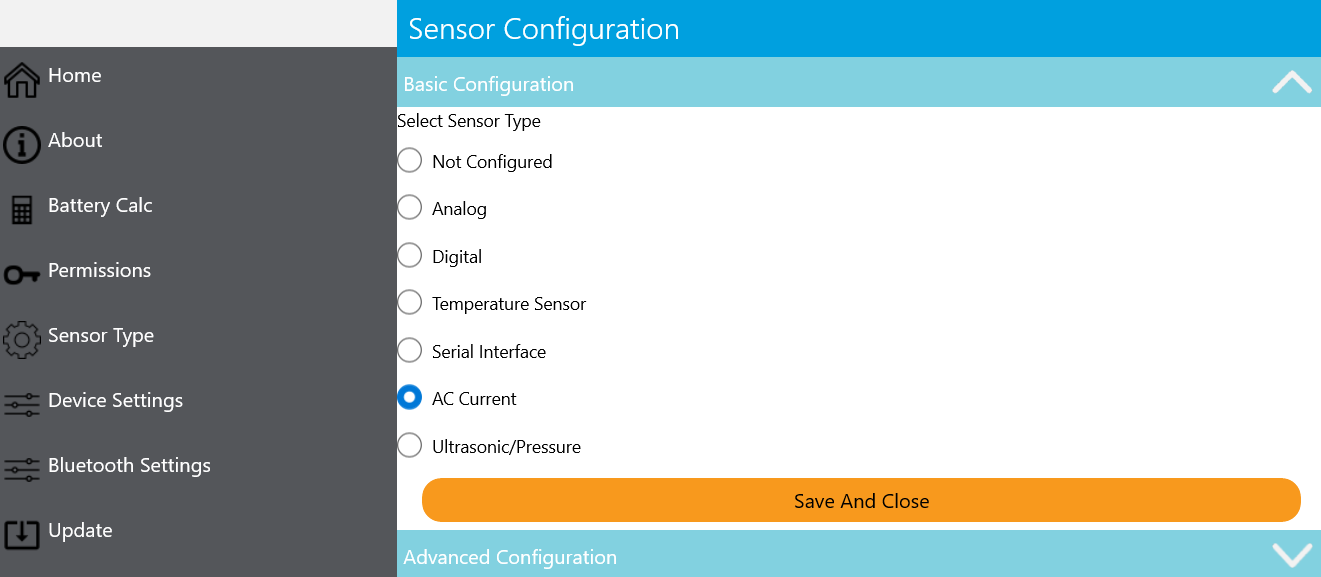 Sensor Configuration
Home
About
Battery Calc
Permissions
Sensor Type
Device Settings
Bluetooth Settings
Update
Basic Configuration
Select Sensor Type
Not Configured
Analog
Digital
Temperature Sensor
Serial Interface
AC Current
Ultrasonic/Pressure
Save And Close
Advanced Configuration